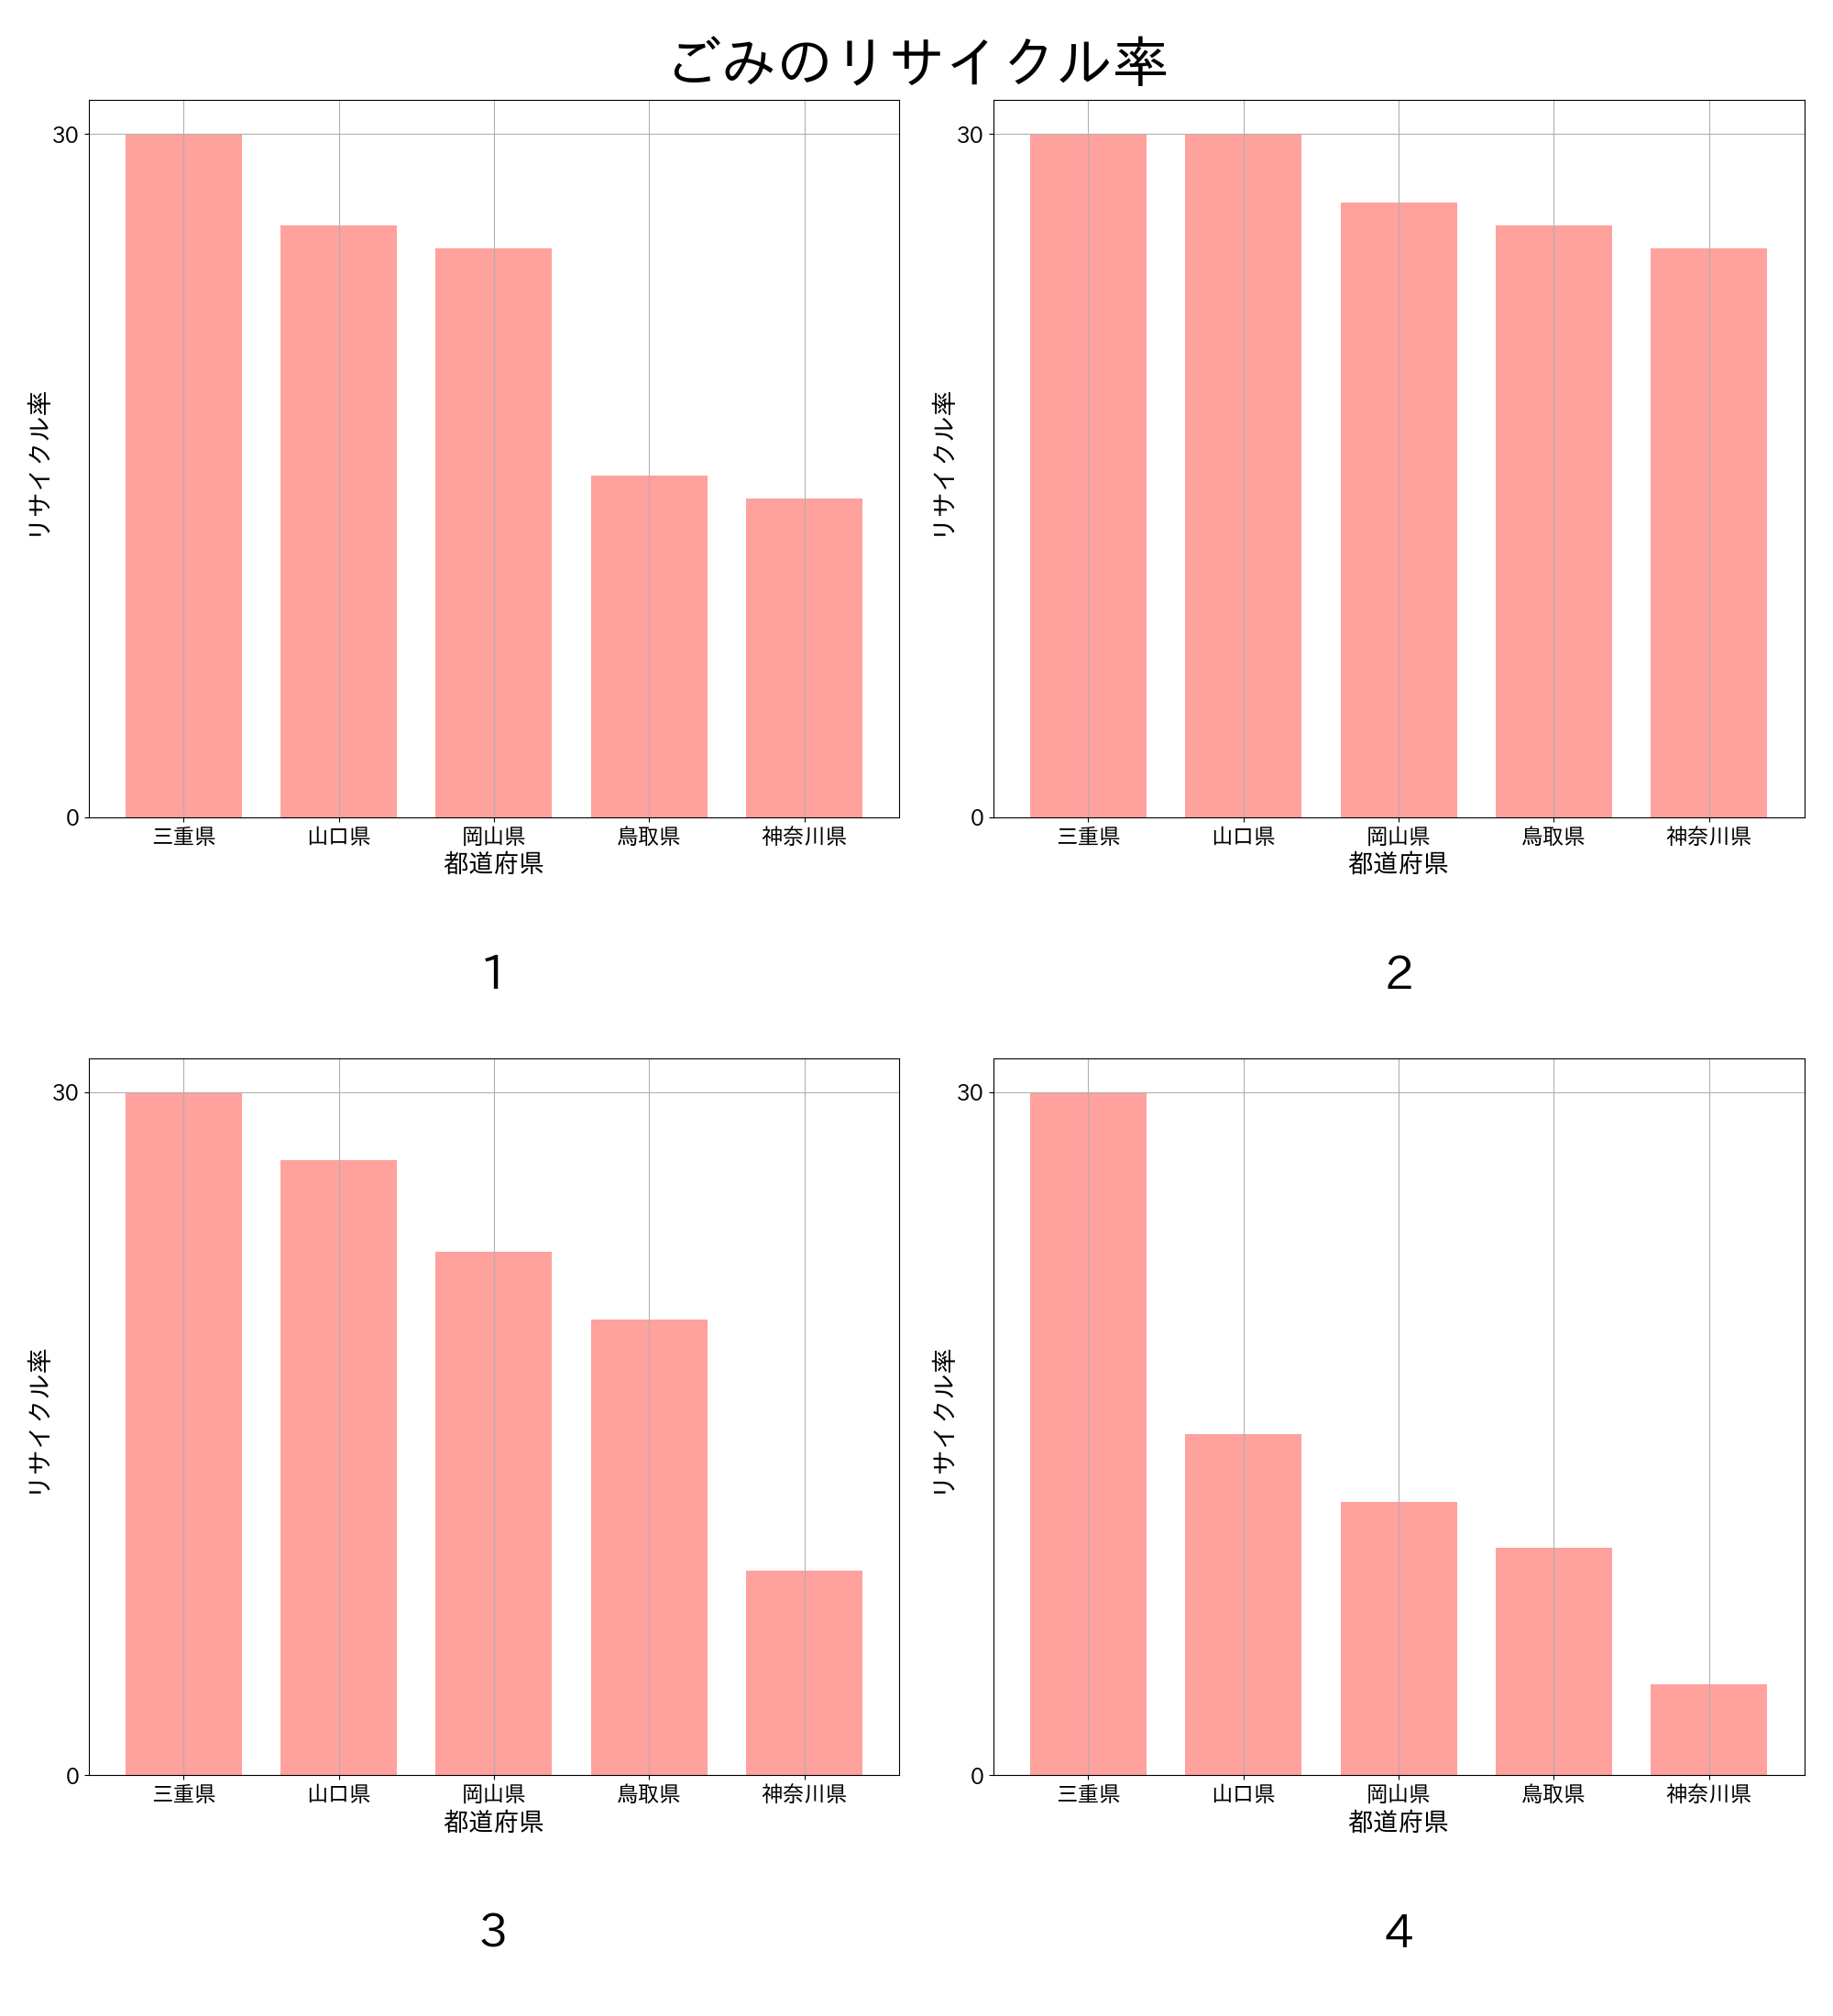 ごみのリサイクル率
30
0
リサイクル率
三重県 山口県 岡山県 鳥取県 神奈川県
都道府県
1
30
0
リサイクル率
三重県 山口県 岡山県 鳥取県 神奈川県
都道府県
2
30
0
リサイクル率
三重県 山口県 岡山県 鳥取県 神奈川県
都道府県
3
30
0
リサイクル率
三重県 山口県 岡山県 鳥取県 神奈川県
都道府県
4